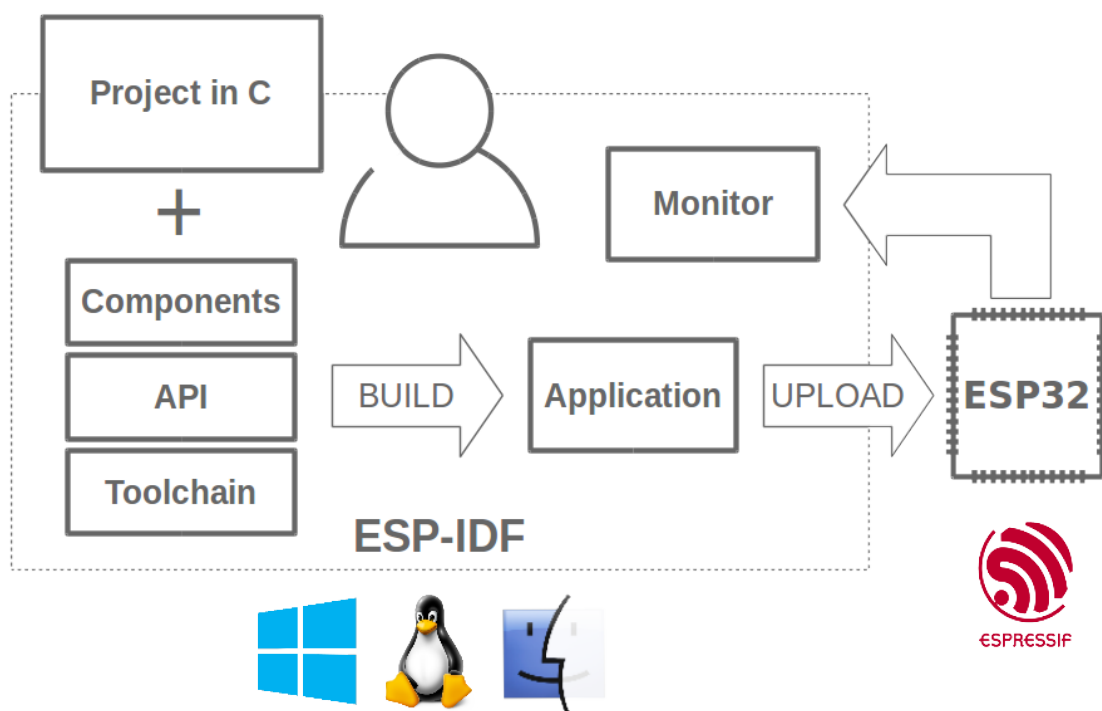 Project in C
+
Components
API
Toolchain
BUILD
Application
UPLOAD
Monitor
ESP32
ESP-IDF
ESPRESSIF